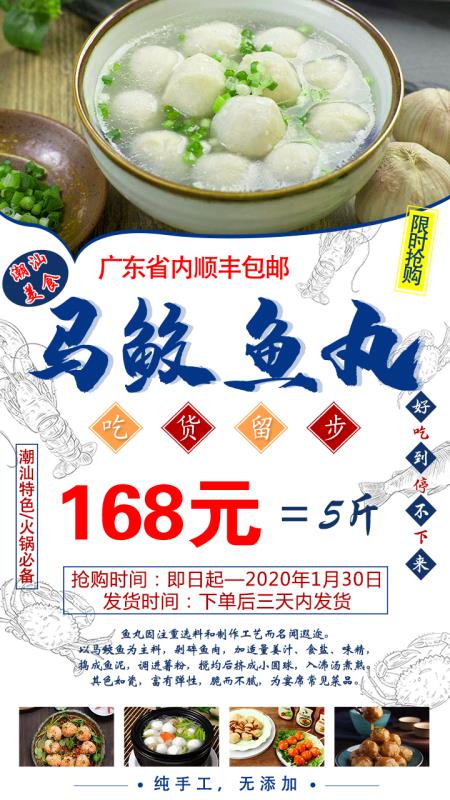 限时抢购
潮汕
美食
广东省内顺丰包邮
马鲛鱼丸
吃货留步
好吃到停不下来
潮汕特色/火锅必备
168元=5斤
抢购时间：即日起—2020年1月30日
发货时间：下单后三天内发货
鱼丸因注重选料和制作工艺而名闻遐迩。
以马鲛鱼为主料，剁碎鱼肉，加适量姜汁、食盐、味精，
捣成鱼泥，调进薯粉，搅均后挤成小圆球，入沸汤煮熟。
其色如瓷，富有弹性，脆而不腻，为宴席常见菜品。
纯手工，无添加